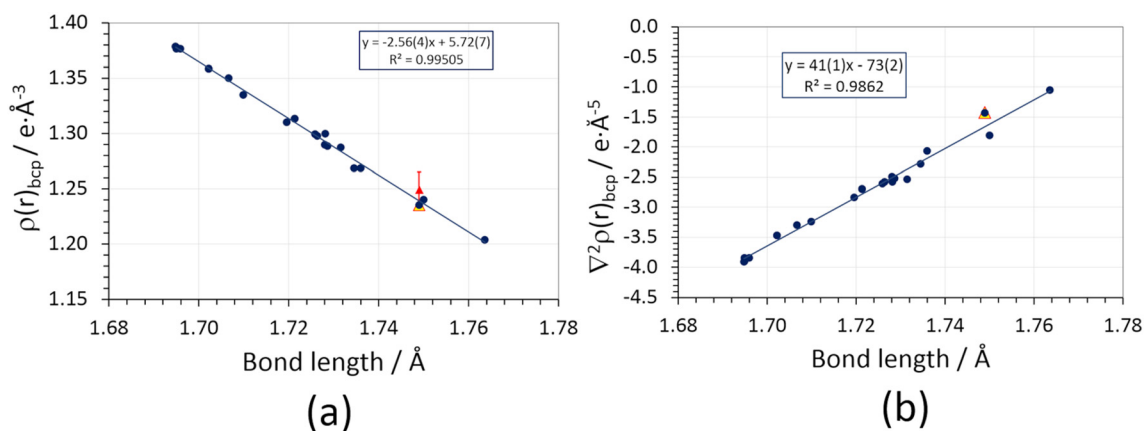 ρ(r)bcp / e·Å-3
1.40
1.35
1.30
1.25
1.20
1.15
y = -2.56(4)x + 5.72(7)
R² = 0.99505
1.68 1.70 1.72 1.74 1.76 1.78
Bond length / Å
(a)
∇²ρ(r)bcp / e·Å-5
0.0
-0.5
-1.0
-1.5
-2.0
-2.5
-3.0
-3.5
-4.0
-4.5
y = 41(1)x - 73(2)
R² = 0.9862
1.68 1.70 1.72 1.74 1.76 1.78
Bond length / Å
(b)